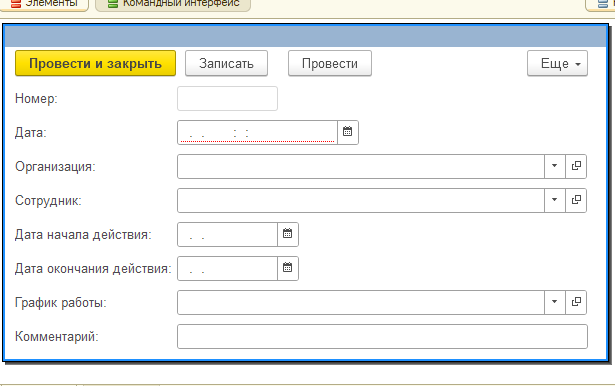 Элементы Командный интерфейс
Провести и закрыть Записать Провести Еще
Номер:
Дата: . . : :
Организация:
Сотрудник:
Дата начала действия: . .
Дата окончания действия: . .
График работы:
Комментарий: